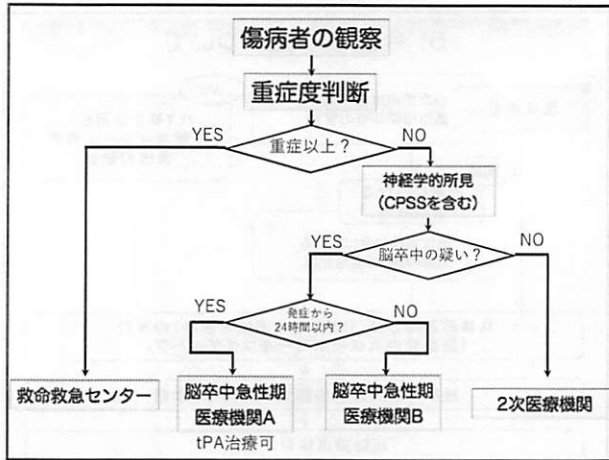 傷病者の観察
重症度判断
YES
重症以上？
NO
神経学的所見
（CPSSを含む）
YES
脳卒中の疑い？
NO
YES
発症から
24時間以内？
NO
救命救急センター
脳卒中急性期
医療機関A
tPA治療可
脳卒中急性期
医療機関B
2次医療機関